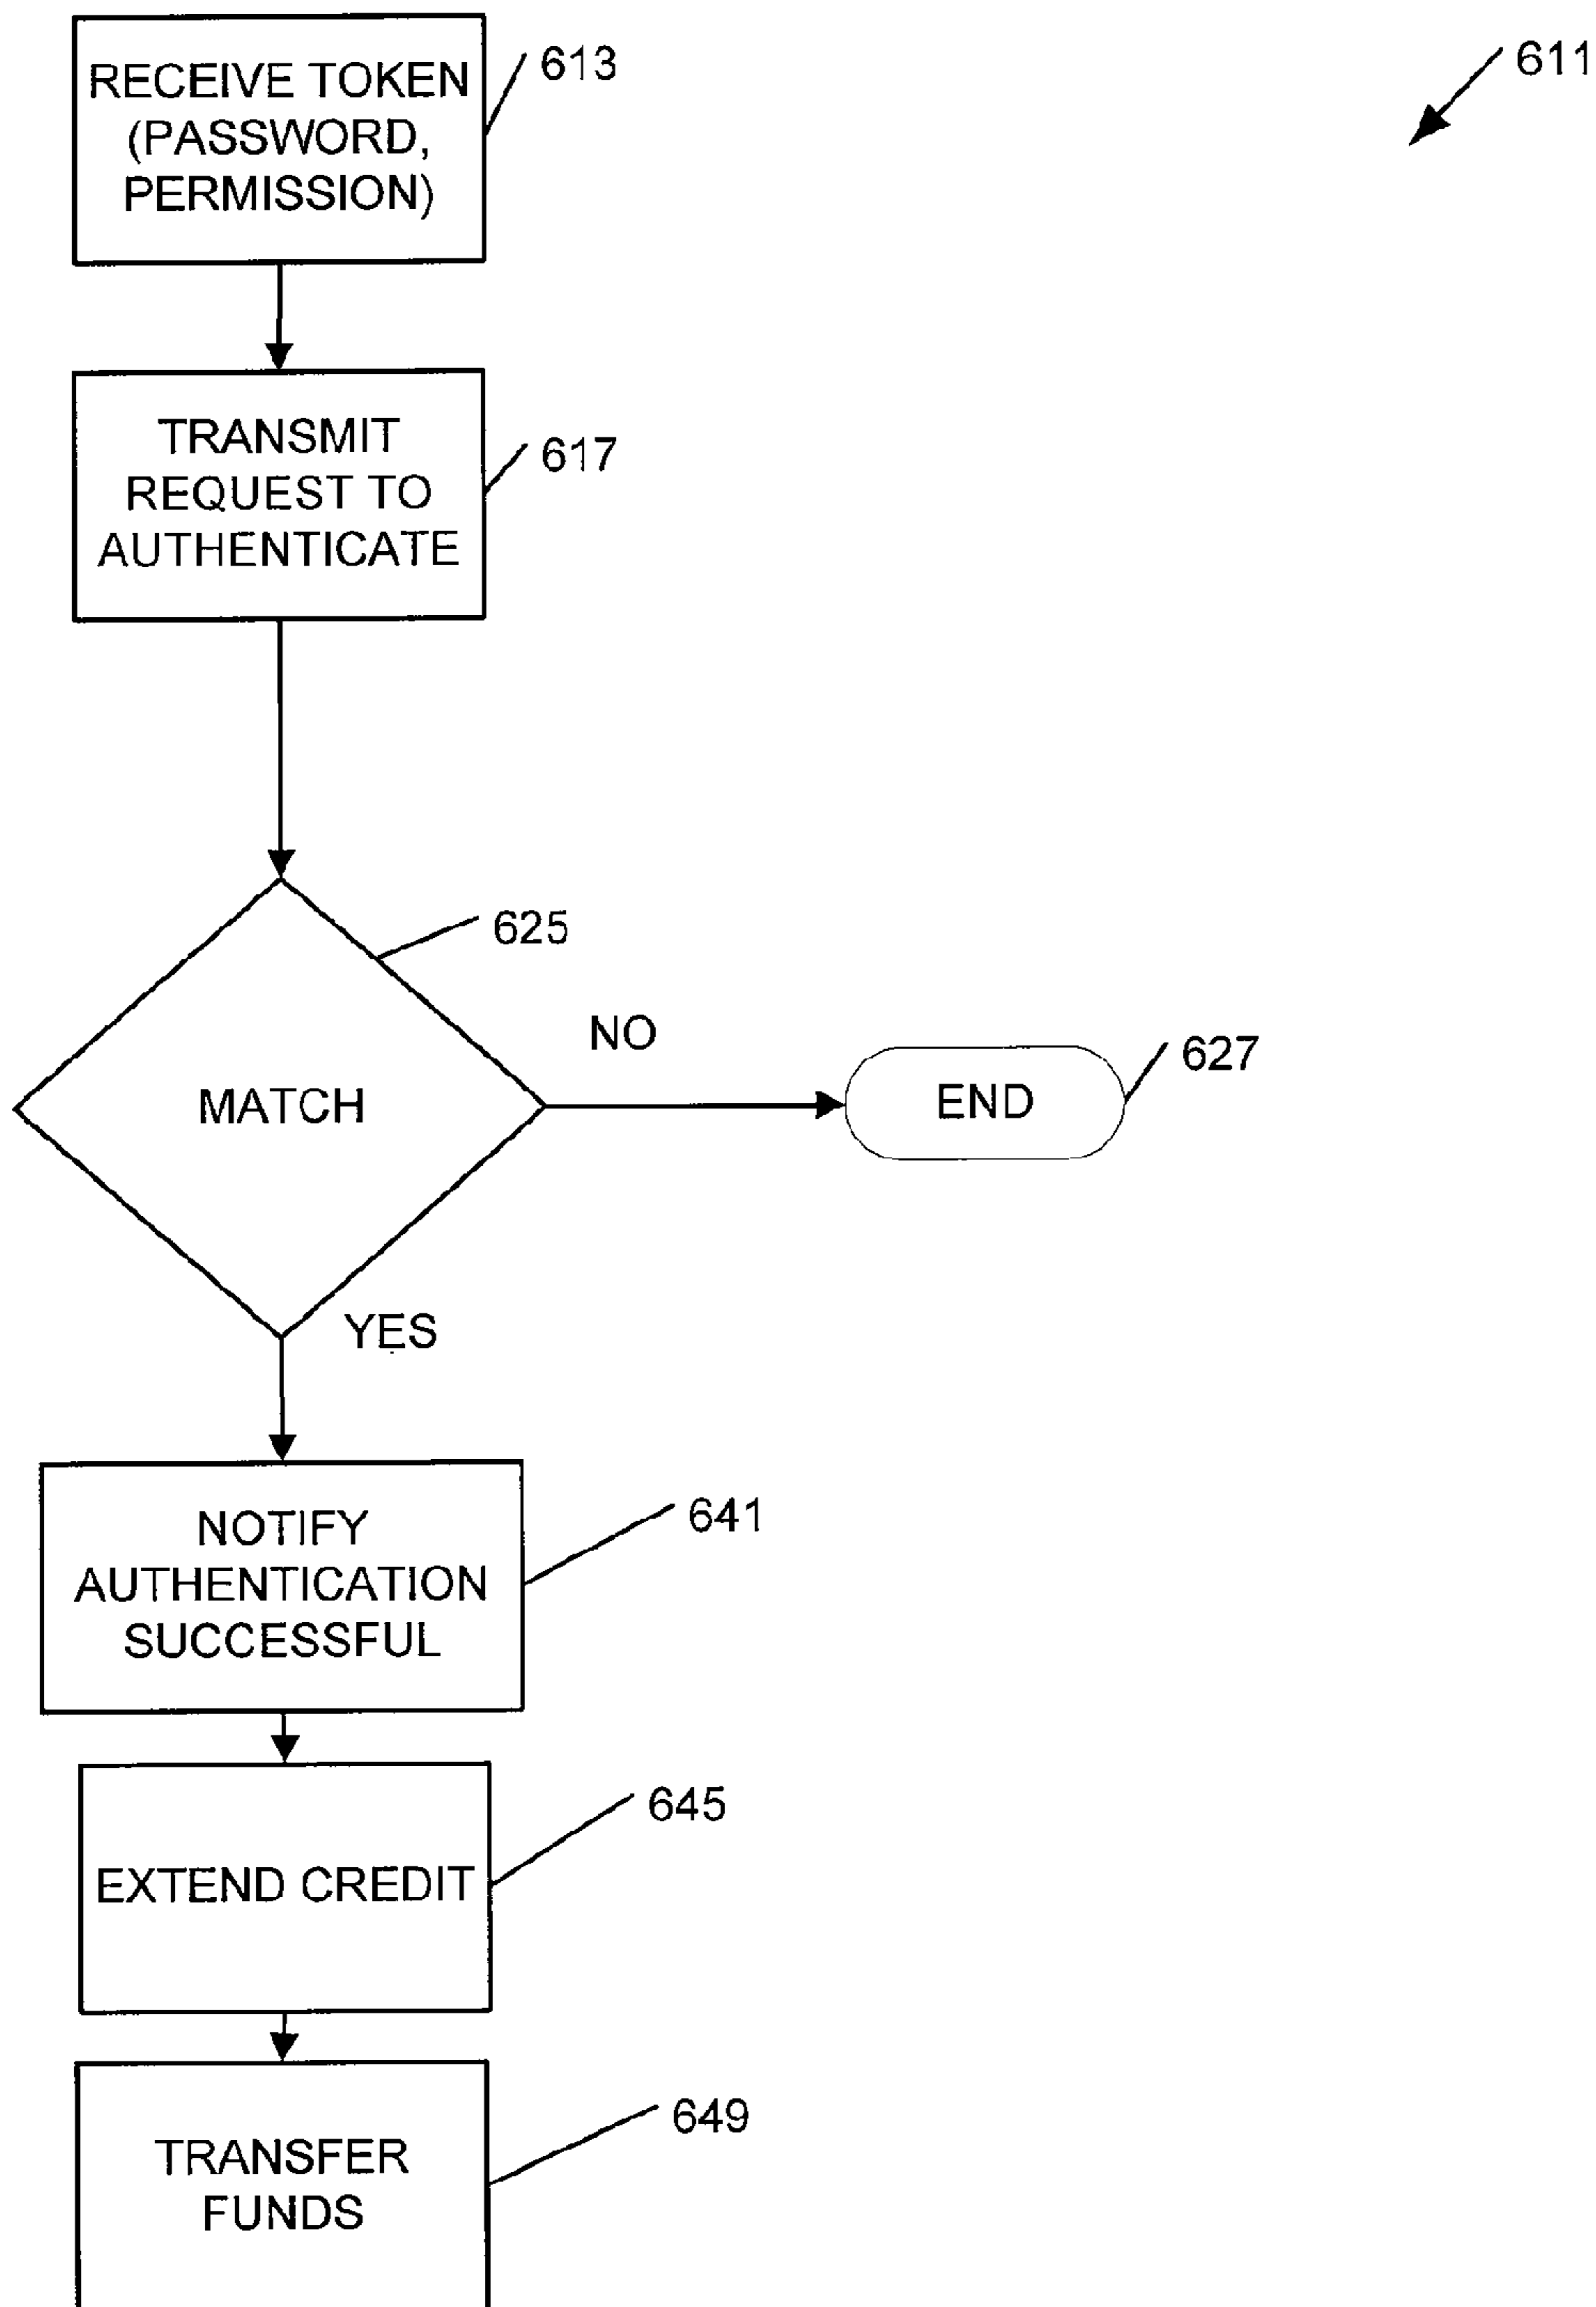 RECEIVE TOKEN
(PASSWORD,
PERMISSION)
613
611
TRANSMIT
REQUEST TO
AUTHENTICATE
617
625
MATCH
NO
END
627
YES
NOTIFY
AUTHENTICATION
SUCCESSFUL
641
EXTEND CREDIT
645
TRANSFER
FUNDS
649